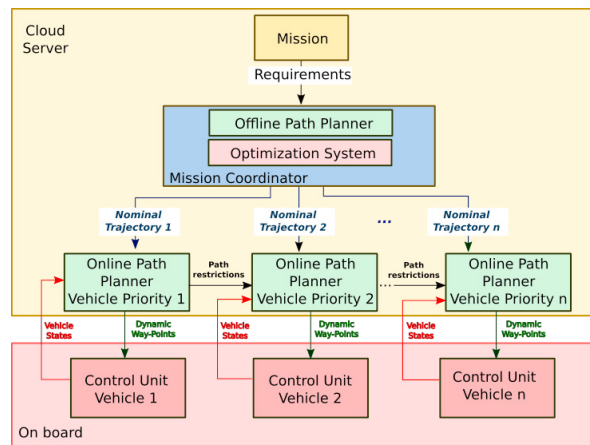 Cloud
Server
Mission
Requirements
Offline Path Planner
Optimization System
Mission Coordinator
Nominal
Trajectory 1
Nominal
Trajectory 2
...
Nominal
Trajectory n
Online Path
Planner
Vehicle Priority 1
Path
restrictions
Online Path
Planner
Vehicle Priority 2
Path
...restrictions
Online Path
Planner
Vehicle Priority n
Vehicle
States
Dynamic
Way-Points
Vehicle
States
Dynamic
Way-Points
Vehicle
States
Dynamic
Way-Points
Control Unit
Vehicle 1
Control Unit
Vehicle 2
Control Unit
Vehicle n
On board